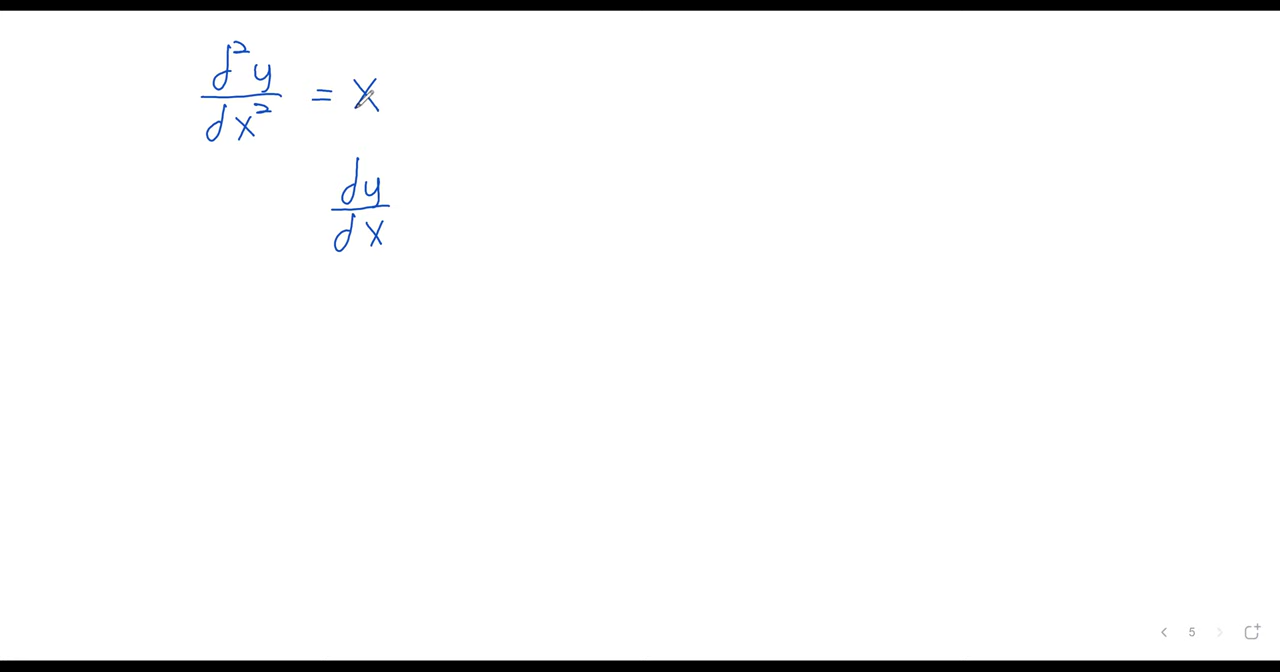 d²y/dx² = x
dy/dx
5